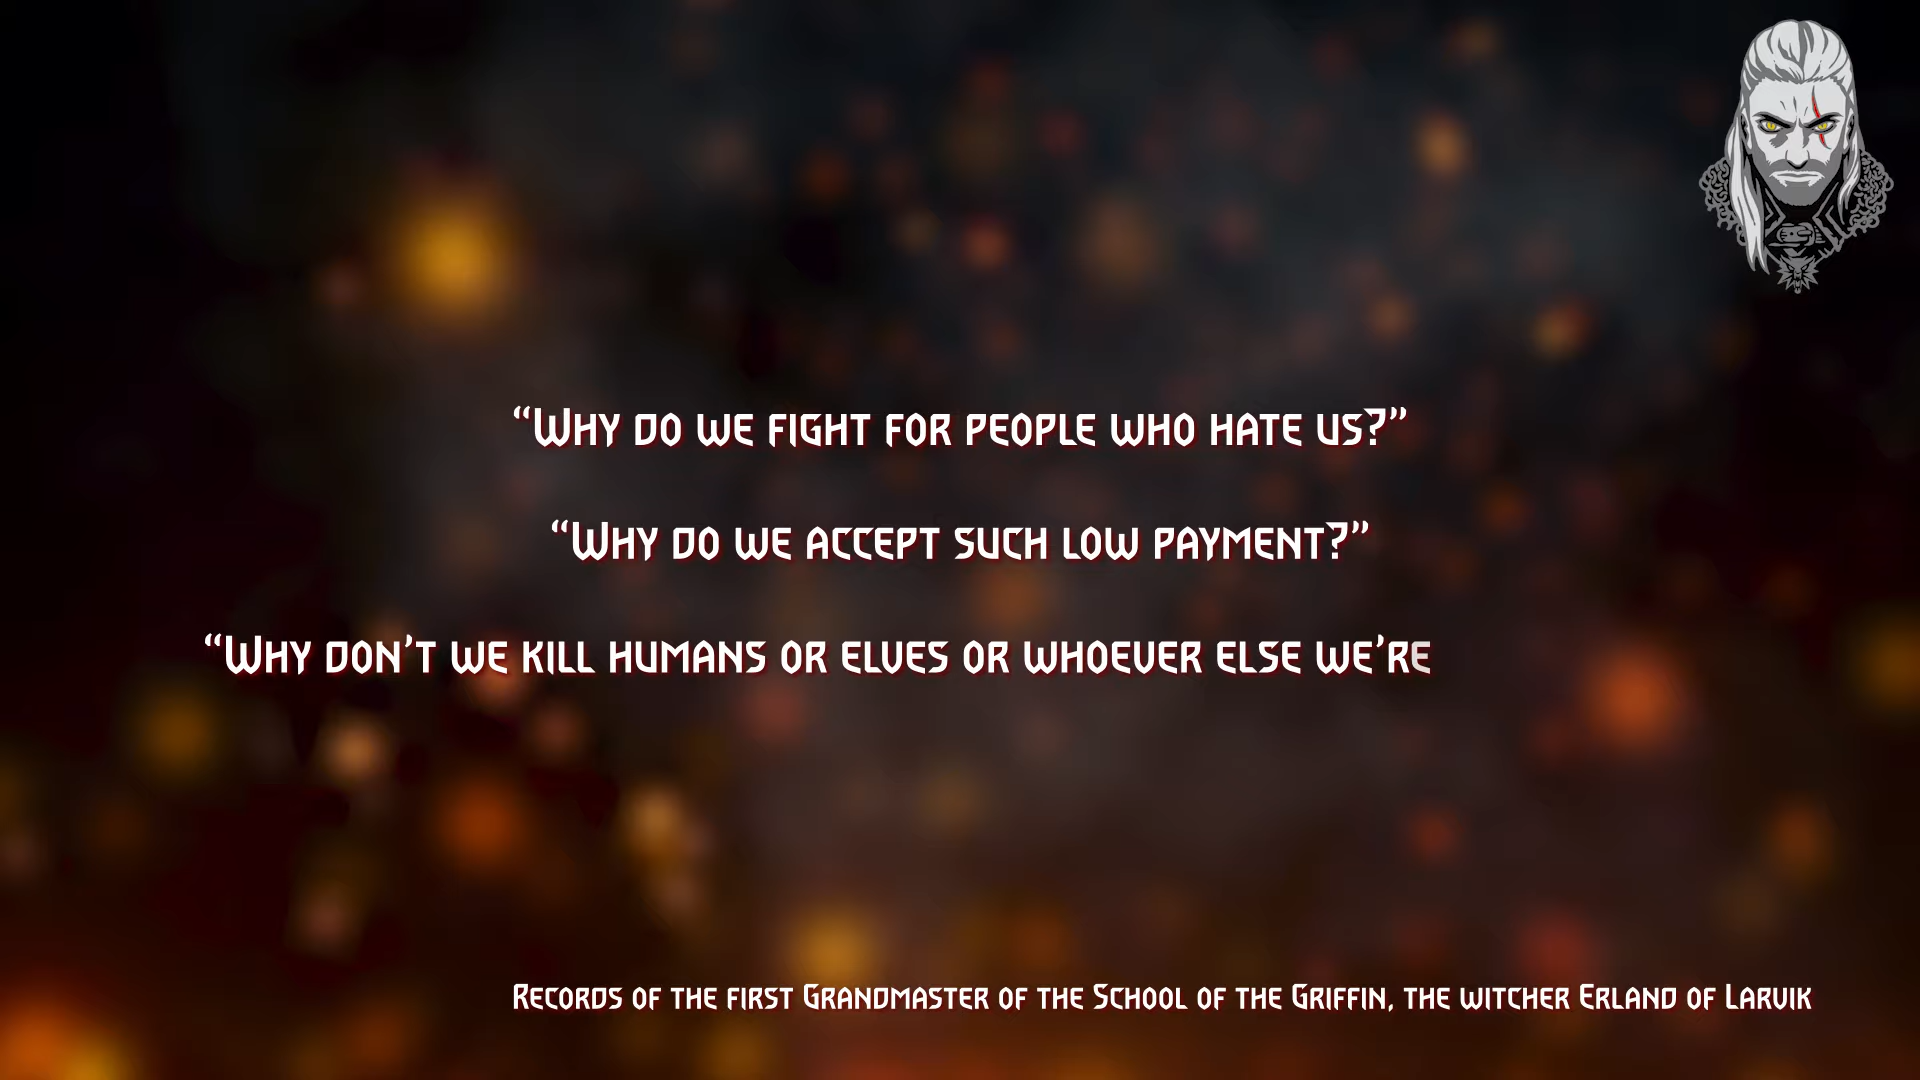 “Why do we fight for people who hate us?”
“Why do we accept such low payment?”
“Why don’t we kill humans or elves or whoever else we’re
Records of the first Grandmaster of the School of the Griffin, the witcher Erland of Larvik